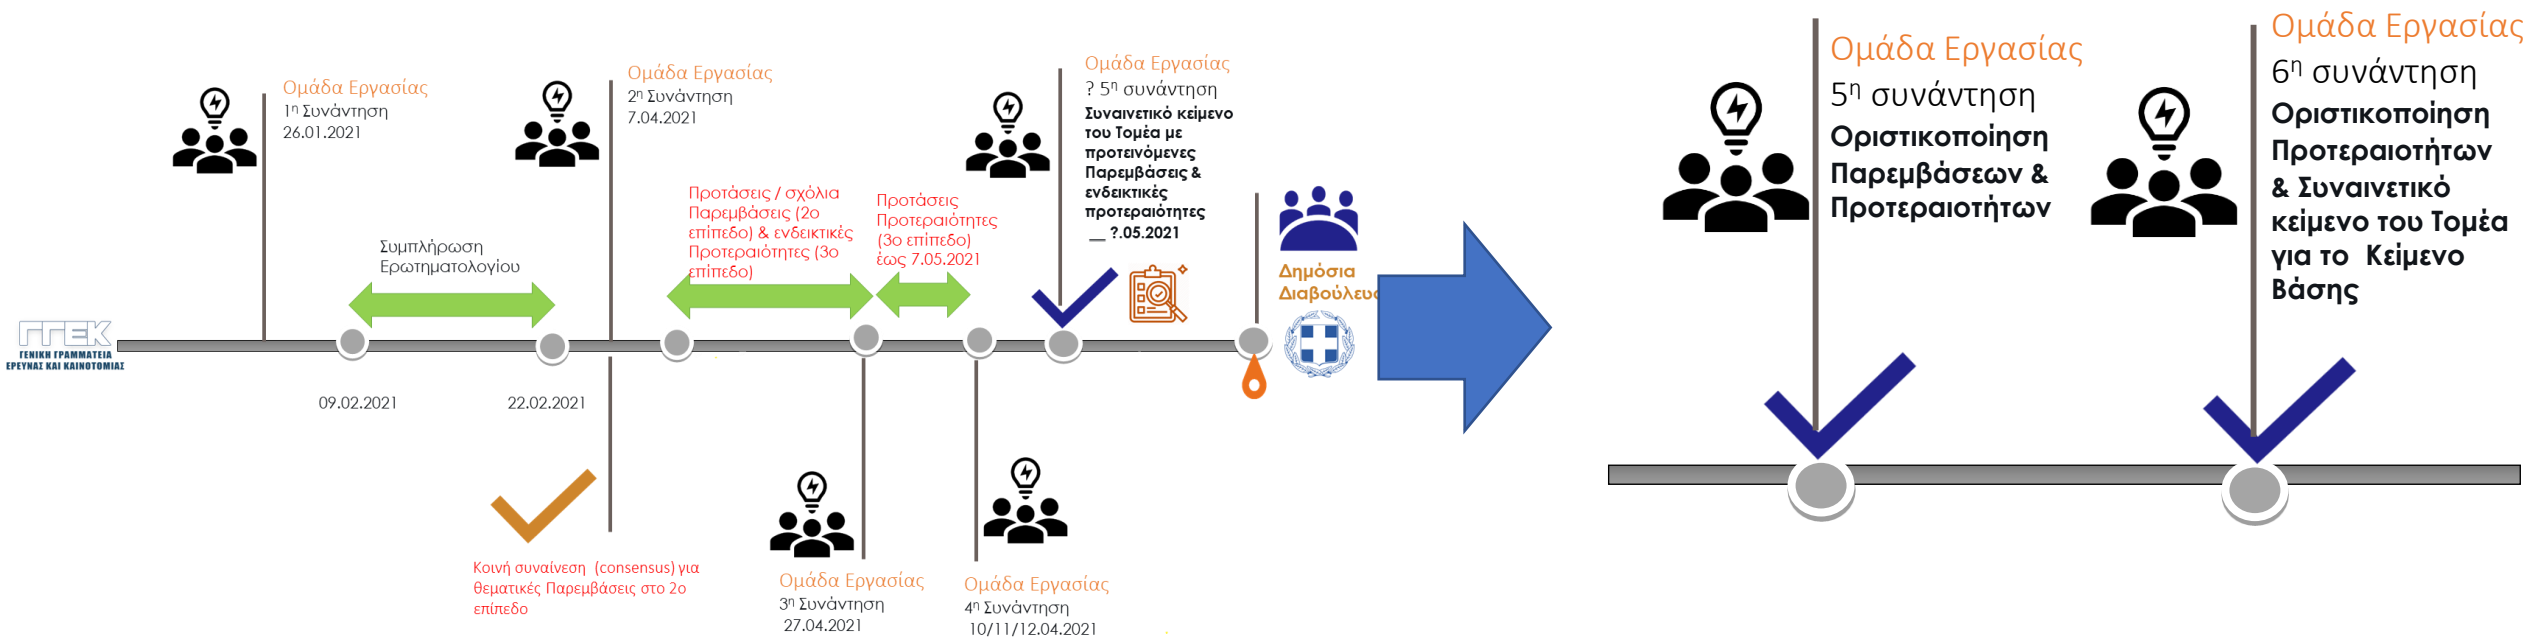 Ομάδα Εργασίας
1η Συνάντηση
26.01.2021
Ομάδα Εργασίας
2η Συνάντηση
7.04.2021
Ομάδα Εργασίας
? 5η συνάντηση
Συναινετικό κείμενο
του Τομέα με
προτεινόμενες
Παρεμβάσεις &
ενδεικτικές
προτεραιότητες
__ ?.05.2021
Προτάσεις / σχόλια
Παρεμβάσεις (2ο
επίπεδο) & ενδεικτικές
Προτεραιότητες (3ο
επίπεδο)
Προτάσεις
Προτεραιότητες
(3ο επίπεδο)
έως 7.05.2021
Συμπλήρωση
Ερωτηματολογίου
Δημόσια
Διαβούλευσ
ΓΓΕΚ
ΓΕΝΙΚΗ ΓΡΑΜΜΑΤΕΙΑ
ΕΡΕΥΝΑΣ ΚΑΙ ΚΑΙΝΟΤΟΜΙΑΣ
09.02.2021
22.02.2021
Κοινή συναίνεση (consensus) για
θεματικές Παρεμβάσεις στο 2ο
επίπεδο
Ομάδα Εργασίας
3η Συνάντηση
27.04.2021
Ομάδα Εργασίας
4η Συνάντηση
10/11/12.04.2021
Ομάδα Εργασίας
5η συνάντηση
Οριστικοποίηση
Παρεμβάσεων &
Προτεραιοτήτων
Ομάδα Εργασίας
6η συνάντηση
Οριστικοποίηση
Προτεραιοτήτων
& Συναινετικό
κείμενο του Τομέα
για το Κείμενο
Βάσης